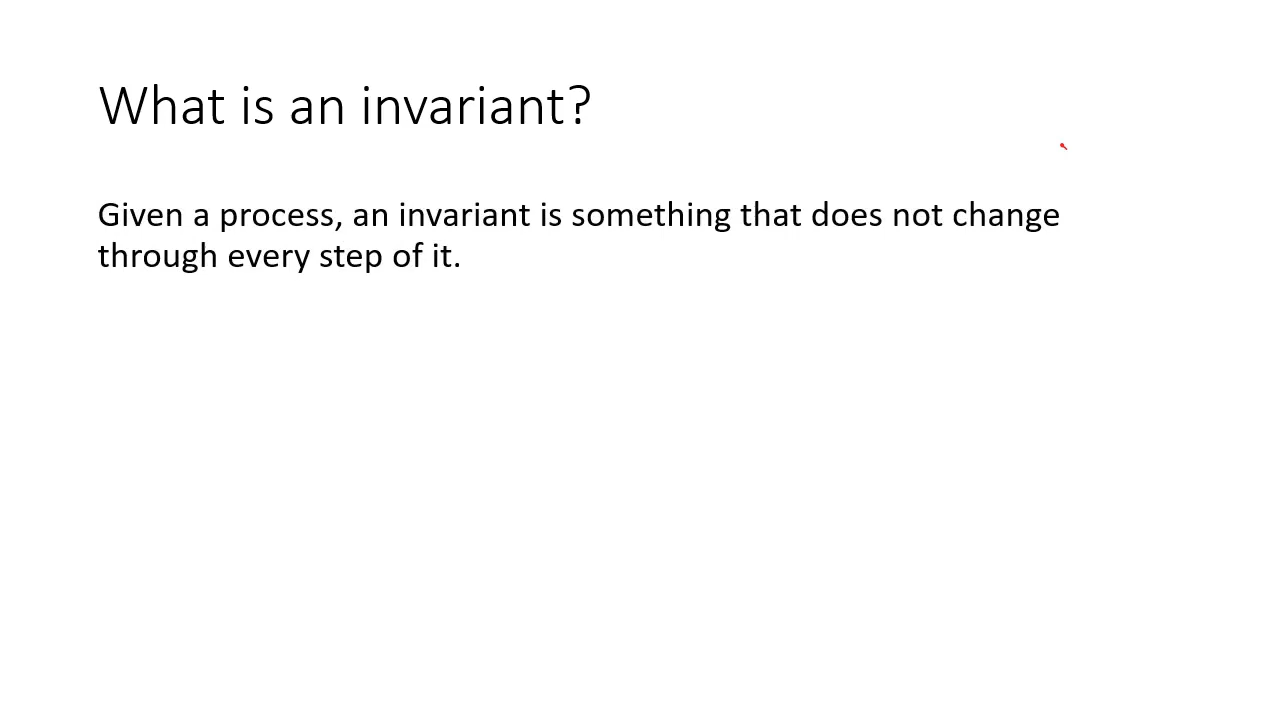 What is an invariant?
Given a process, an invariant is something that does not change
through every step of it.